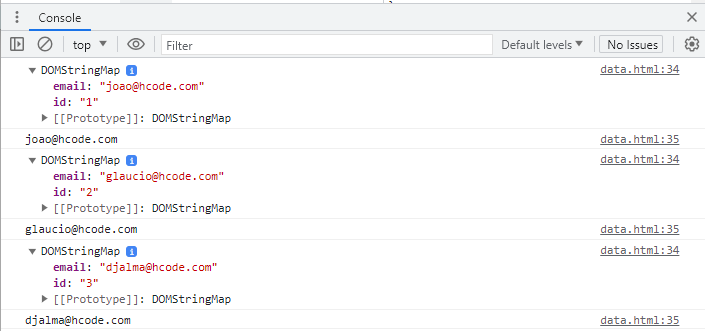 Console
top Filter Default levels No Issues
DOMStringMap i data.html:34
email: "joao@hcode.com"
id: "1"
[[Prototype]]: DOMStringMap
joao@hcode.com data.html:35
DOMStringMap i data.html:34
email: "glaucio@hcode.com"
id: "2"
[[Prototype]]: DOMStringMap
glaucio@hcode.com data.html:35
DOMStringMap i data.html:34
email: "djalma@hcode.com"
id: "3"
[[Prototype]]: DOMStringMap
djalma@hcode.com data.html:35